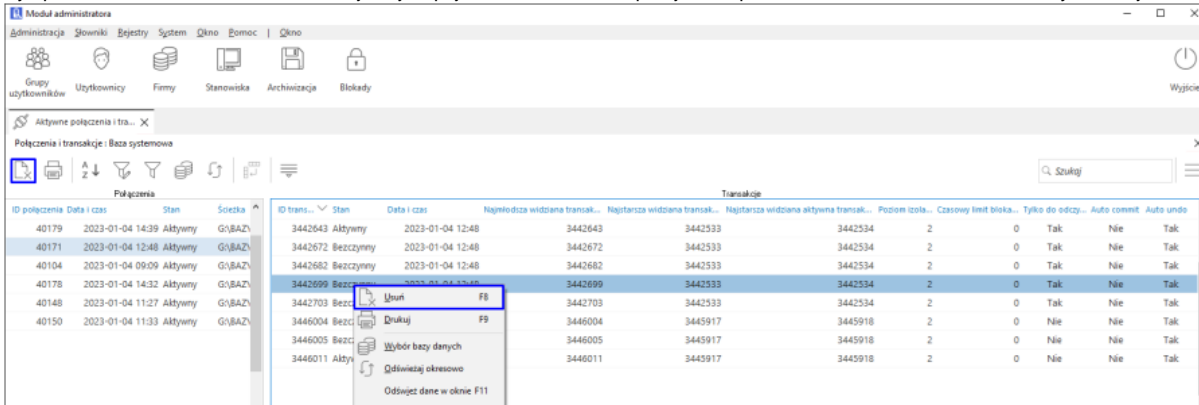 Moduł administratora
Administracja Słowniki Rejestry System Okno Pomoc | Okno
Grupy użytkowników Użytkownicy Firmy Stanowiska Archiwizacja Blokady Wyjście
Aktywne połączenia i tra...
Połączenia i transakcje : Baza systemowa
Szukaj
Połączenia Transakcje
ID połączenia Data i czas Stan Ścieżka ID trans... Stan Data i czas Najmłodsza widziana transak... Najstarsza widziana transak... Najstarsza widziana aktywna transak... Poziom izola... Czasowy limit bloka... Tylko do odczy... Auto commit Auto undo
40179 2023-01-04 14:39 Aktywny G:\BAZ\ 3442643 Aktywny 2023-01-04 12:48 3442643 3442533 3442534 2 0 Tak Nie Tak
40171 2023-01-04 12:48 Aktywny G:\BAZ\ 3442672 Bezczynny 2023-01-04 12:48 3442672 3442533 3442534 2 0 Tak Nie Tak
40104 2023-01-04 09:09 Aktywny G:\BAZ\ 3442682 Bezczynny 2023-01-04 12:48 3442682 3442533 3442534 2 0 Tak Nie Tak
40178 2023-01-04 14:32 Aktywny G:\BAZ\ 3442699 Bezczynny 2023-01-04 12:48 3442699 3442533 3442534 2 0 Tak Nie Tak
40148 2023-01-04 11:27 Aktywny G:\BAZ\ 3442703 Bezc Usuń F8 3442703 3442533 3442534 2 0 Tak Nie Tak
40150 2023-01-04 11:33 Aktywny G:\BAZ\ 3446004 Bezc Drukuj F9 3446004 3445917 3445918 2 0 Nie Nie Tak
3446005 Bezc Wybór bazy danych 3446005 3445917 3445918 2 0 Nie Nie Tak
3446011 Aktyw Odświeżaj okresowo 3446011 3445917 3445918 2 0 Nie Nie Tak
Odśwież dane w oknie F11